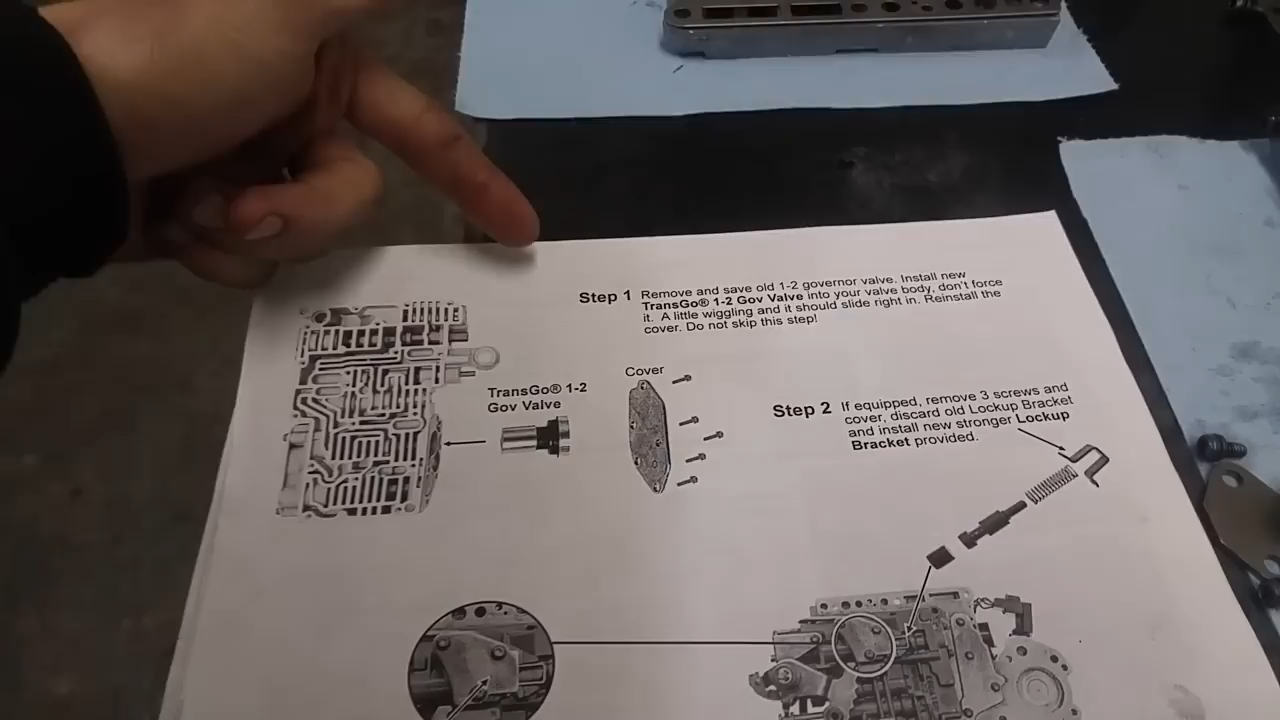 Step 1 Remove and save old 1-2 governor valve. Install new
TransGo® 1-2 Gov Valve into your valve body, don't force
it. A little wiggling and it should slide right in. Reinstall the
cover. Do not skip this step!
Cover
TransGo® 1-2
Gov Valve
Step 2 If equipped, remove 3 screws and
cover, discard old Lockup Bracket
and install new stronger Lockup
Bracket provided.